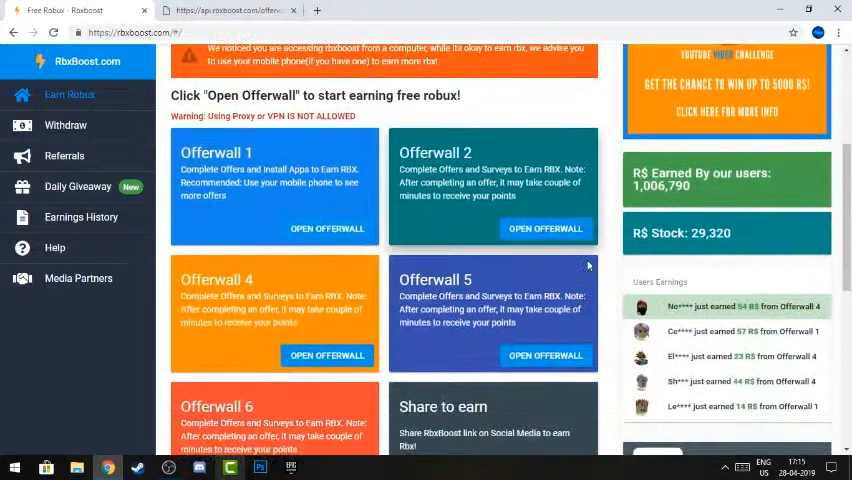 Free Robux - Rbxboost
https://api.rbxboost.com/offerw
https://rbxboost.com/#/
RbxBoost.com
Earn Robux
Withdraw
Referrals
Daily Giveaway New
Earnings History
Help
Media Partners
We noticed you are accessing rbxboost from a computer, while its okay to earn rbx, we advise you
to use your mobile phone(if you have one) to earn more rbx!
Click "Open Offerwall" to start earning free robux!
Warning: Using Proxy or VPN IS NOT ALLOWED
Offerwall 1
Complete Offers and Install Apps to Earn RBX.
Recommended: Use your mobile phone to see
more offers
OPEN OFFERWALL
Offerwall 2
Complete Offers and Surveys to Earn RBX. Note:
After completing an offer, it may take couple of
minutes to receive your points
OPEN OFFERWALL
Offerwall 4
Complete Offers and Surveys to Earn RBX. Note:
After completing an offer, it may take couple of
minutes to receive your points
OPEN OFFERWALL
Offerwall 5
Complete Offers and Surveys to Earn RBX. Note:
After completing an offer, it may take couple of
minutes to receive your points
OPEN OFFERWALL
Offerwall 6
Complete Offers and Surveys to Earn RBX. Note:
After completing an offer, it may take couple of
minutes to receive your points
Share to earn
Share RbxBoost link on Social Media to earn
Rbx!
YOUTUBE VIDEO CHALLENGE
GET THE CHANCE TO WIN UP TO 5000 R$!
CLICK HERE FOR MORE INFO
R$ Earned By our users:
1,006,790
R$ Stock: 29,320
Users Earnings
No**** just earned 54 R$ from Offerwall 4
Ce**** just earned 57 R$ from Offerwall 1
El**** just earned 23 R$ from Offerwall 4
Sh**** just earned 44 R$ from Offerwall 4
Le**** just earned 14 R$ from Offerwall 1
Ps
EPIC
ENG
US
17:15
28-04-2019